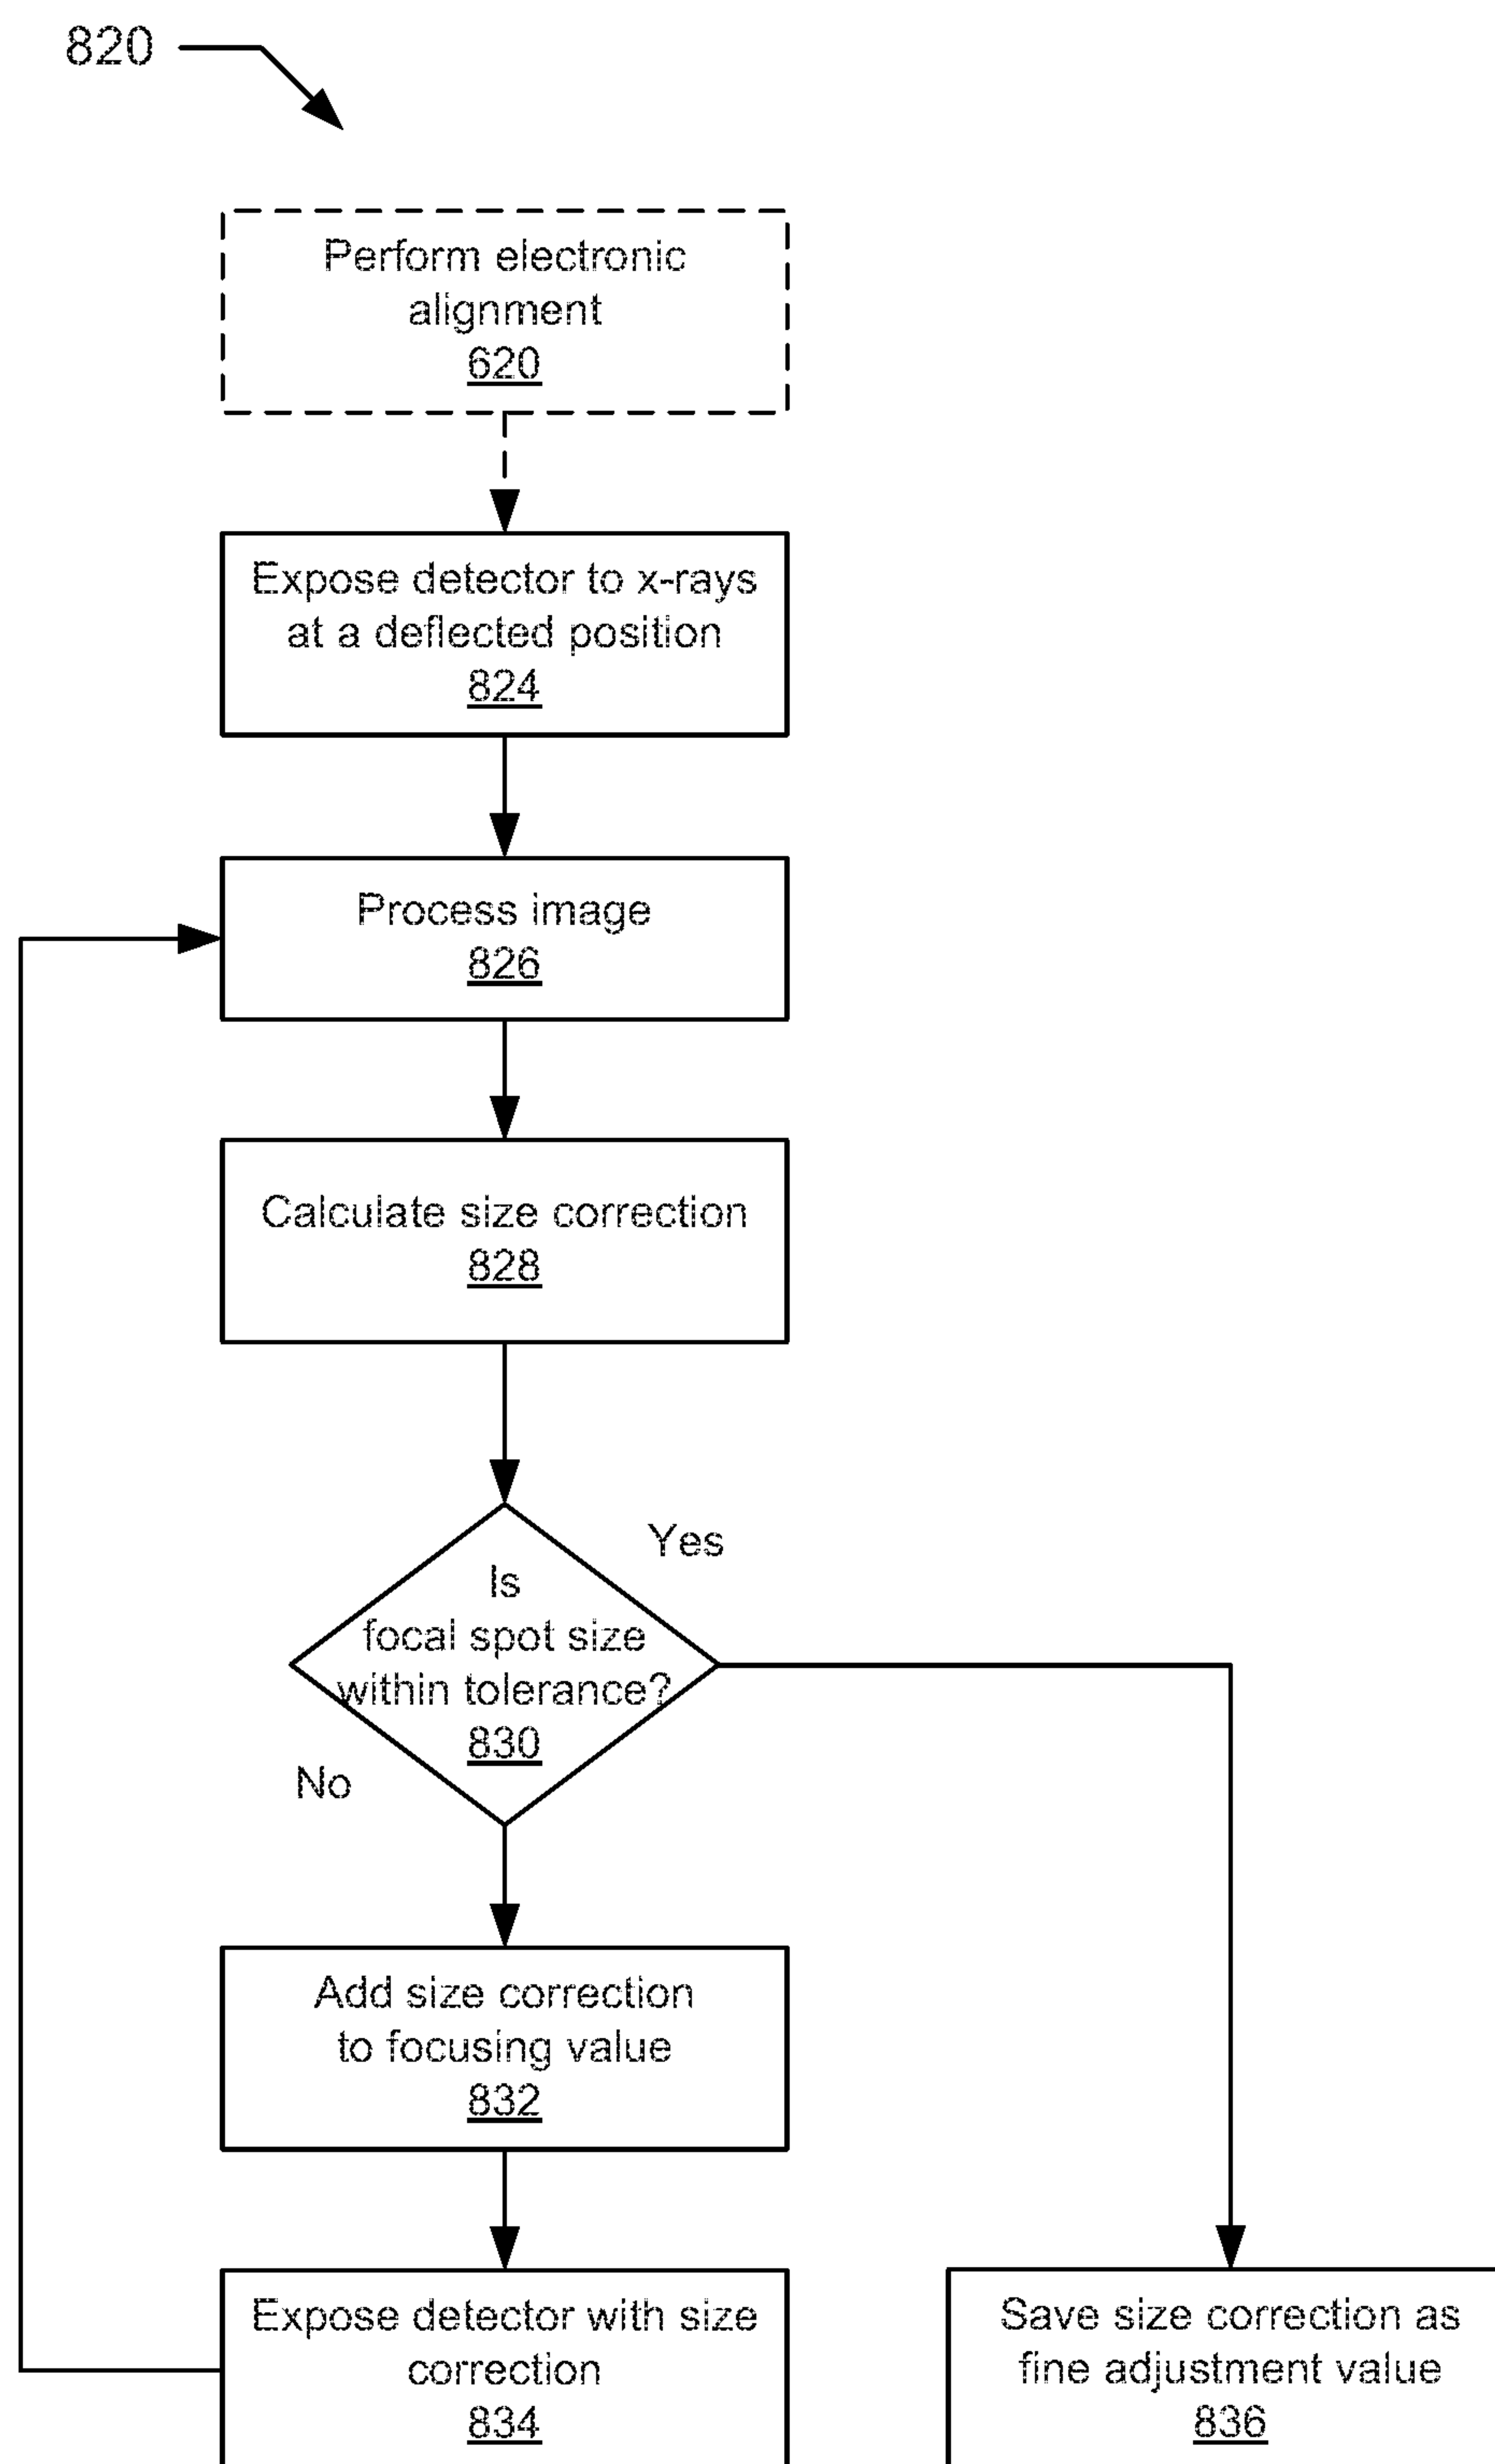 820
Perform electronic
alignment
620
Expose detector to x-rays
at a deflected position
824
Process image
826
Calculate size correction
828
Yes
Is
focal spot size
within tolerance?
830
No
Add size correction
to focusing value
832
Expose detector with size
correction
834
Save size correction as
fine adjustment value
836